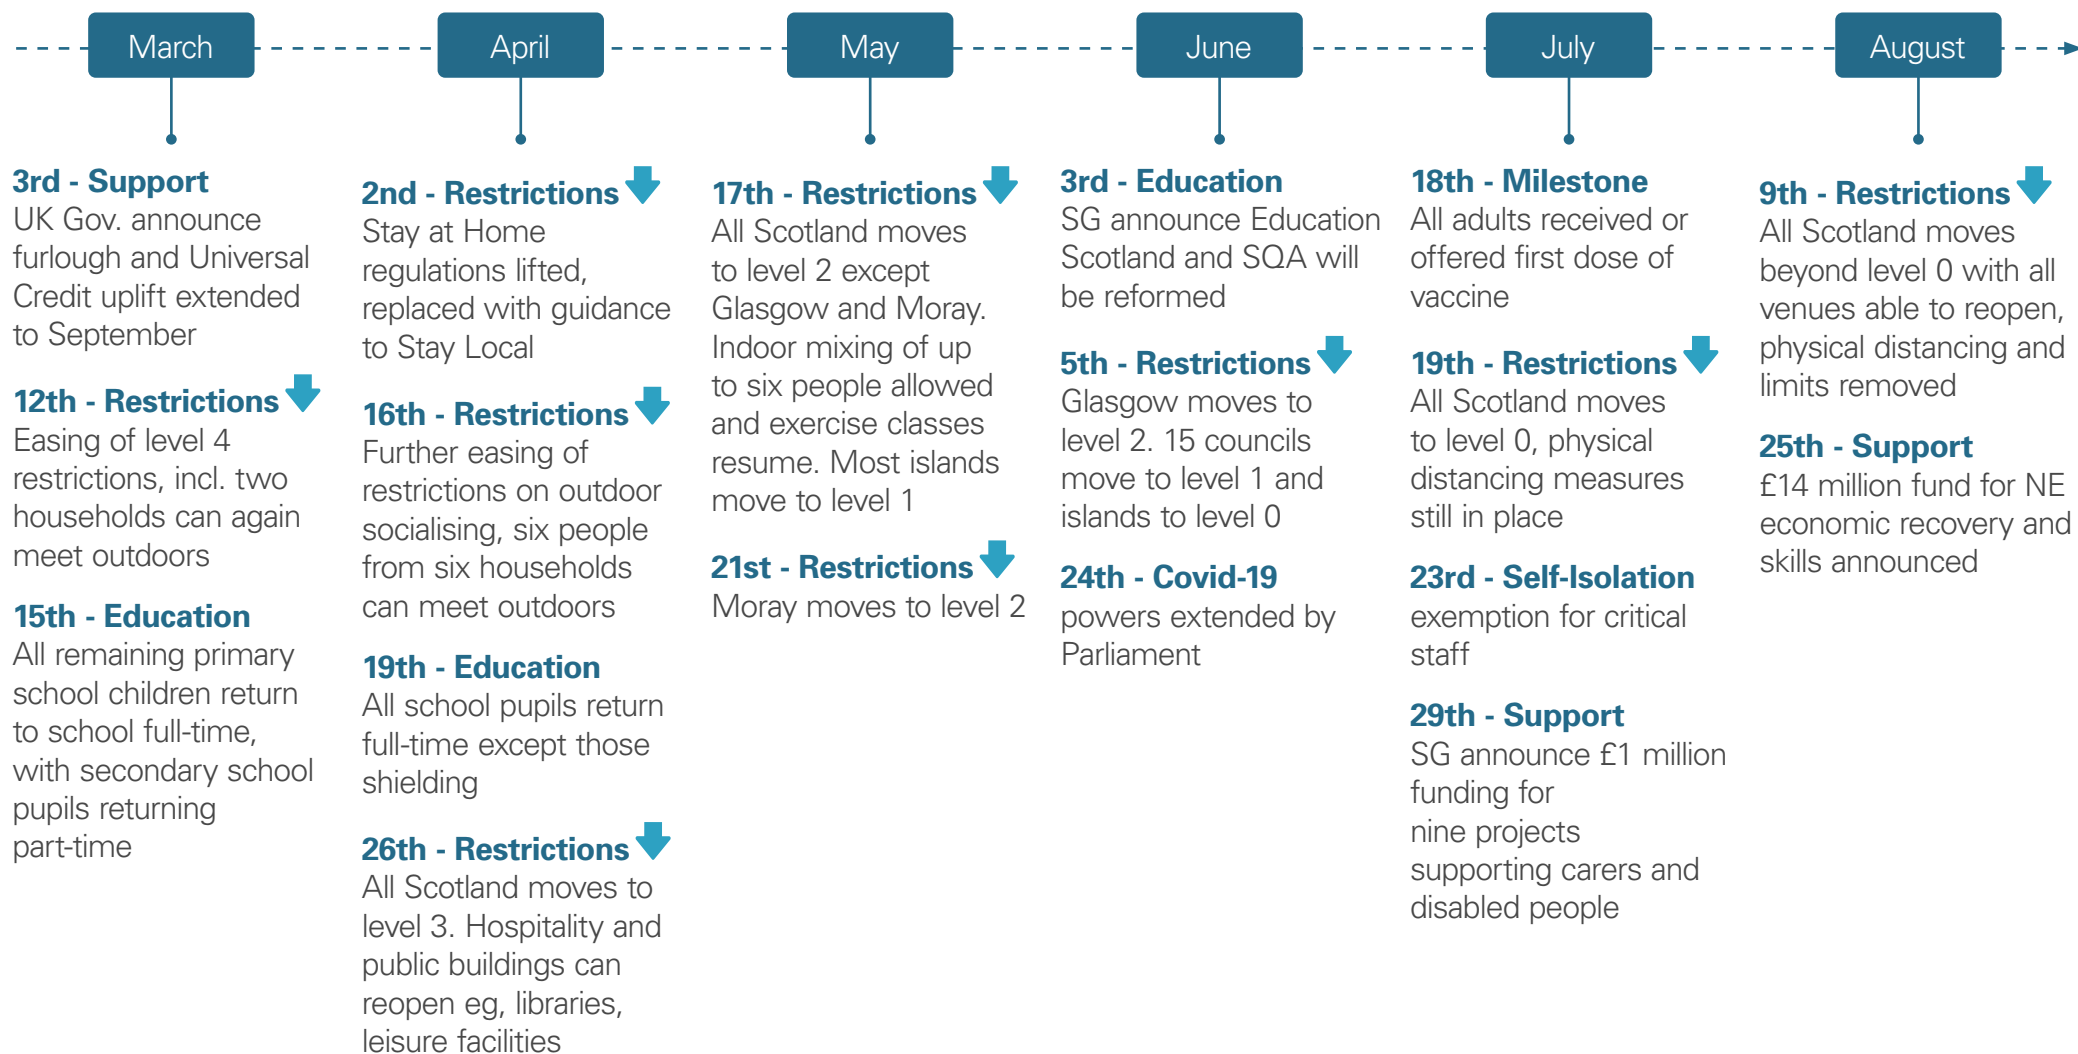 March
April
May
June
July
August
3rd - Support
UK Gov. announce
furlough and Universal
Credit uplift extended
to September
12th - Restrictions
Easing of level 4
restrictions, incl. two
households can again
meet outdoors
15th - Education
All remaining primary
school children return
to school full-time,
with secondary school
pupils returning
part-time
2nd - Restrictions
Stay at Home
regulations lifted,
replaced with guidance
to Stay Local
16th - Restrictions
Further easing of
restrictions on outdoor
socialising, six people
from six households
can meet outdoors
19th - Education
All school pupils return
full-time except those
shielding
26th - Restrictions
All Scotland moves to
level 3. Hospitality and
public buildings can
reopen eg, libraries,
leisure facilities
17th - Restrictions
All Scotland moves
to level 2 except
Glasgow and Moray.
Indoor mixing of up
to six people allowed
and exercise classes
resume. Most islands
move to level 1
21st - Restrictions
Moray moves to level 2
3rd - Education
SG announce Education
Scotland and SQA will
be reformed
5th - Restrictions
Glasgow moves to
level 2. 15 councils
move to level 1 and
islands to level 0
24th - Covid-19
powers extended by
Parliament
18th - Milestone
All adults received or
offered first dose of
vaccine
19th - Restrictions
All Scotland moves
to level 0, physical
distancing measures
still in place
23rd - Self-Isolation
exemption for critical
staff
29th - Support
SG announce £1 million
funding for
nine projects
supporting carers and
disabled people
9th - Restrictions
All Scotland moves
beyond level 0 with all
venues able to reopen,
physical distancing and
limits removed
25th - Support
£14 million fund for NE
economic recovery and
skills announced